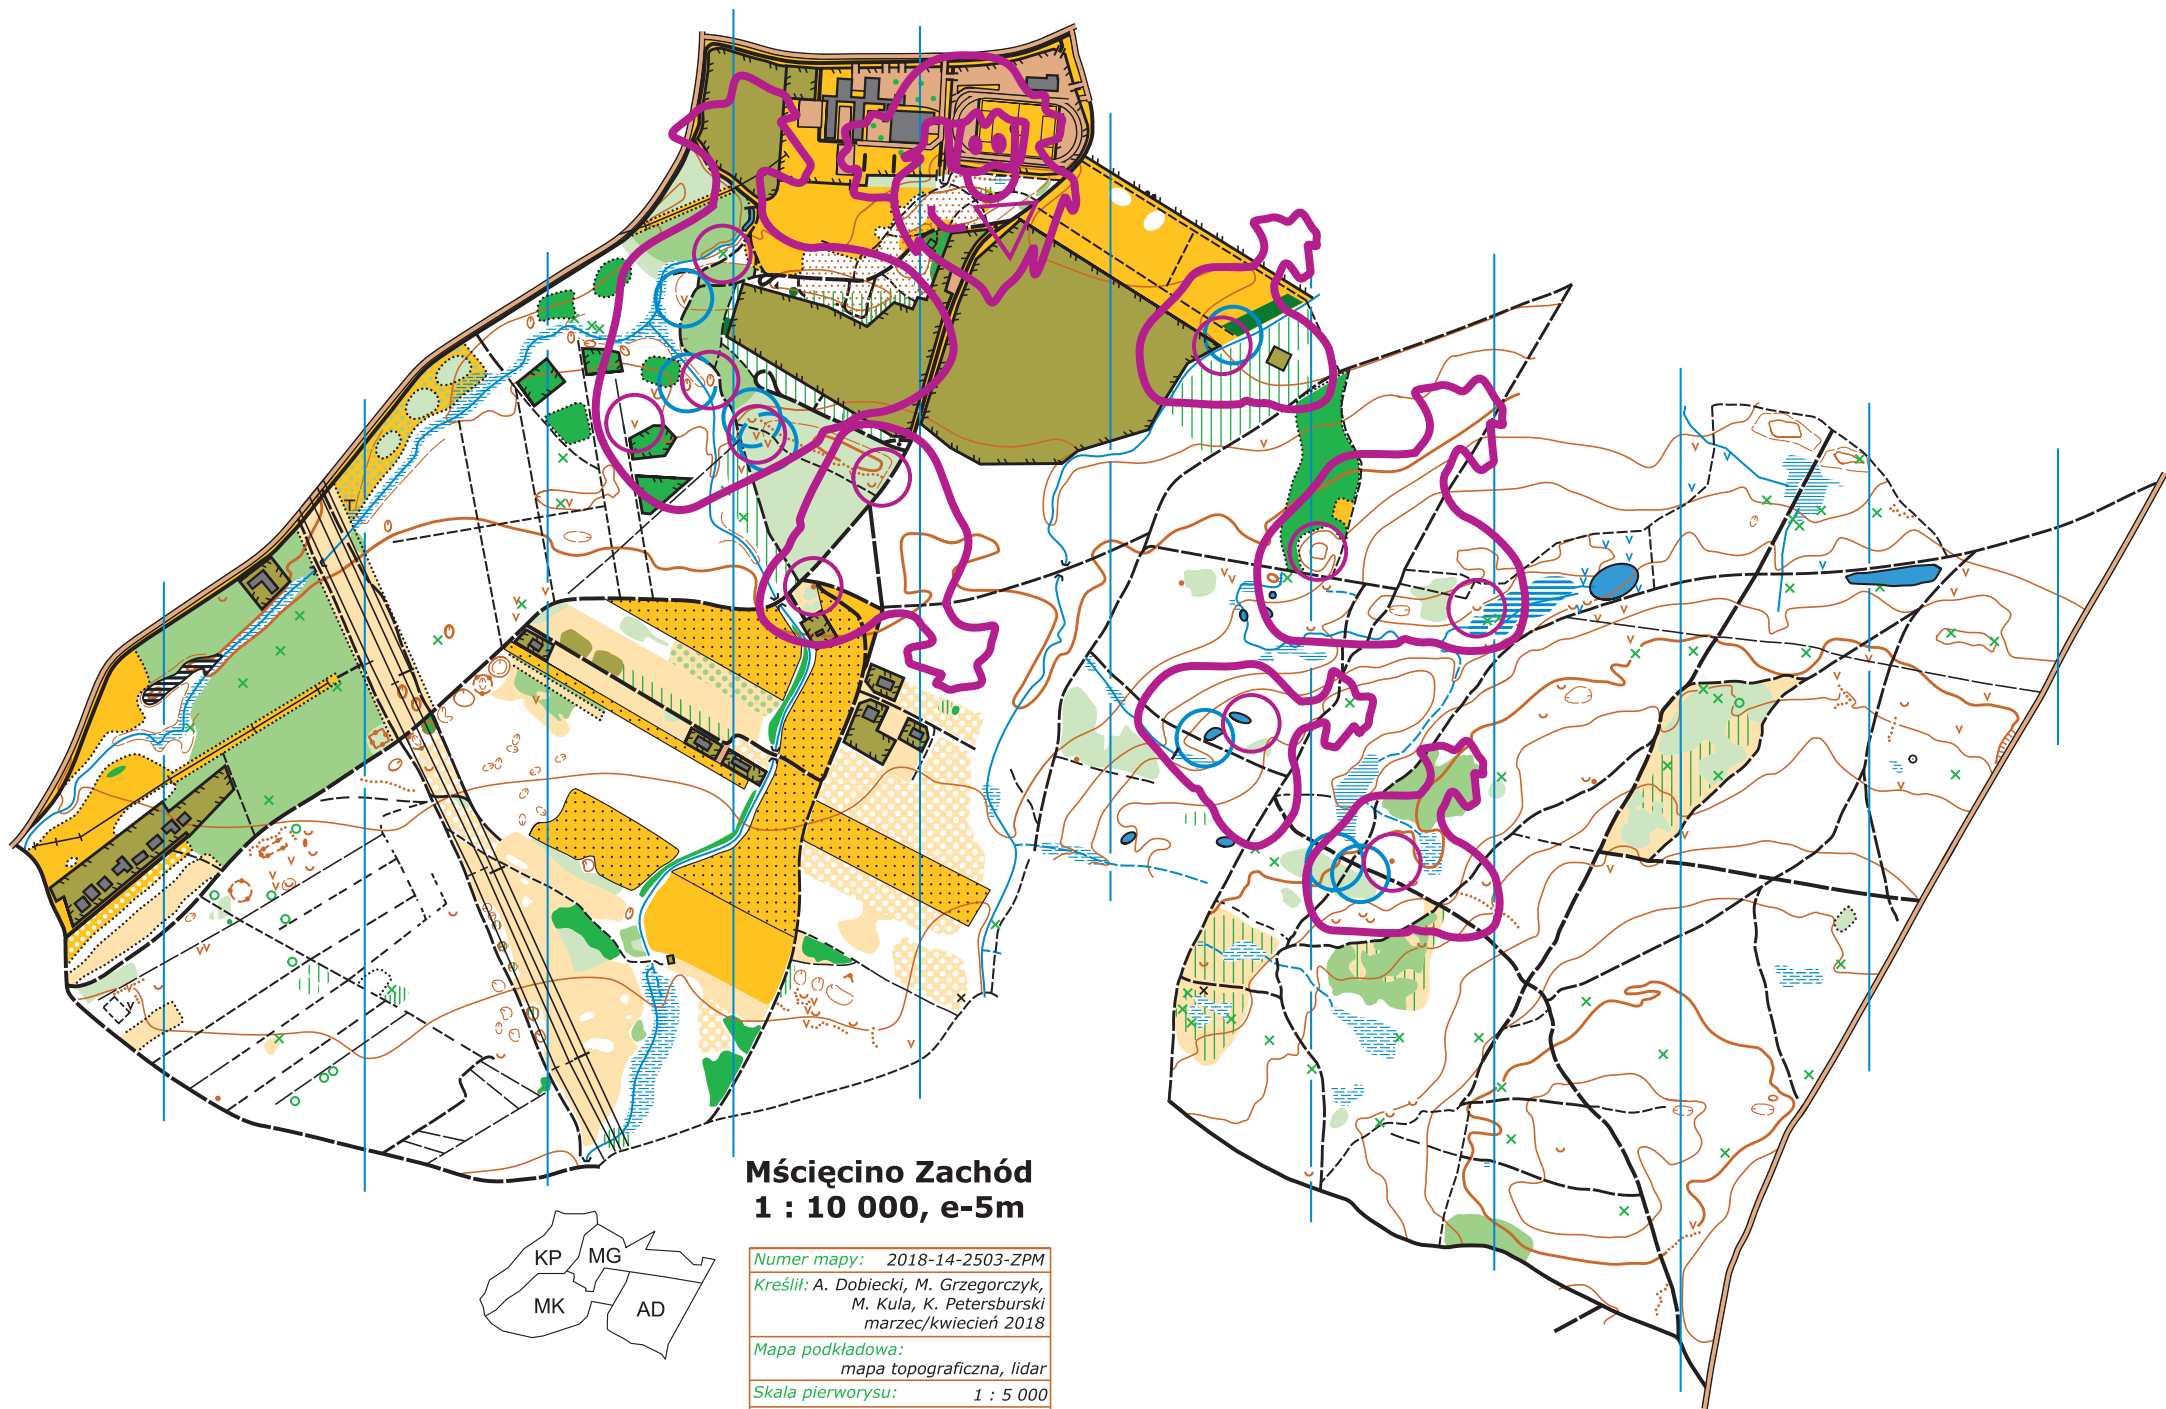 Mścięcino Zachód
1 : 10 000, e-5m
KP
MG
MK
AD
Numer mapy: 2018-14-2503-ZPM
Kreślił: A. Dobiecki, M. Grzegorczyk,
M. Kula, K. Petersburski
marzec/kwiecień 2018
Mapa podkładowa:
mapa topograficzna, lidar
Skala pierworysu: 1 : 5 000